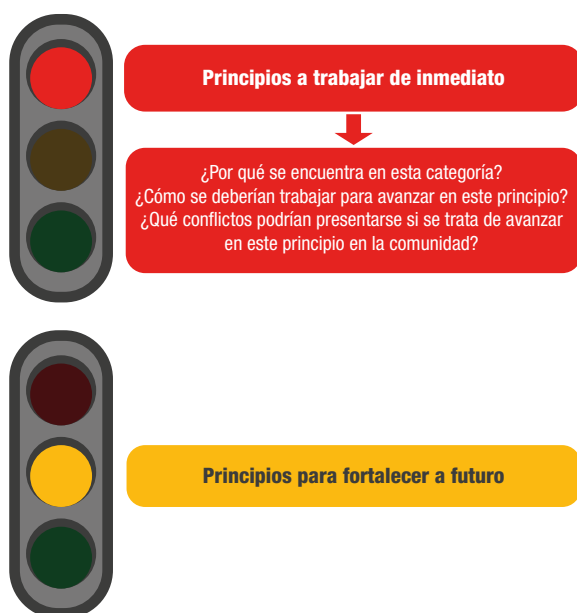 Principios a trabajar de inmediato
¿Por qué se encuentra en esta categoría?
¿Cómo se deberían trabajar para avanzar en este principio?
¿Qué conflictos podrían presentarse si se trata de avanzar
en este principio en la comunidad?
Principios para fortalecer a futuro